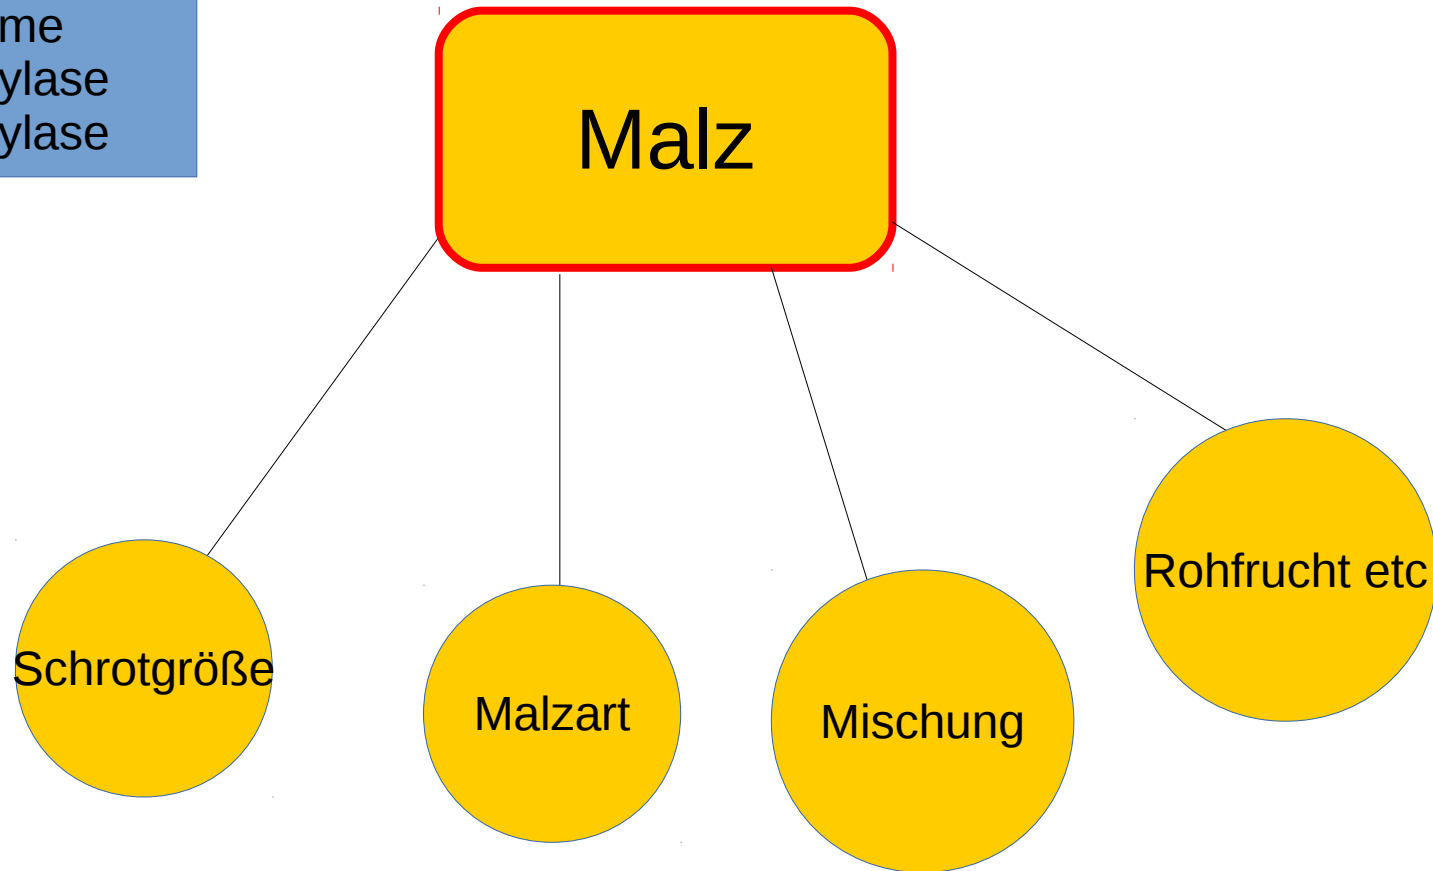 me
ylase
ylase
Malz
Rohfrucht etc
Schrotgröße
Malzart
Mischung